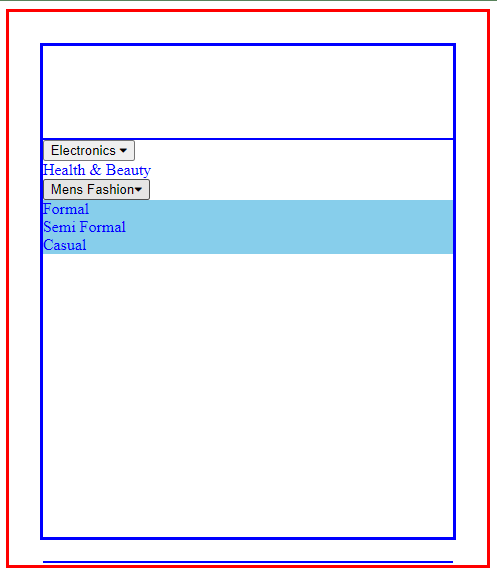 Electronics ▾
Health & Beauty
Mens Fashion▾
Formal
Semi Formal
Casual